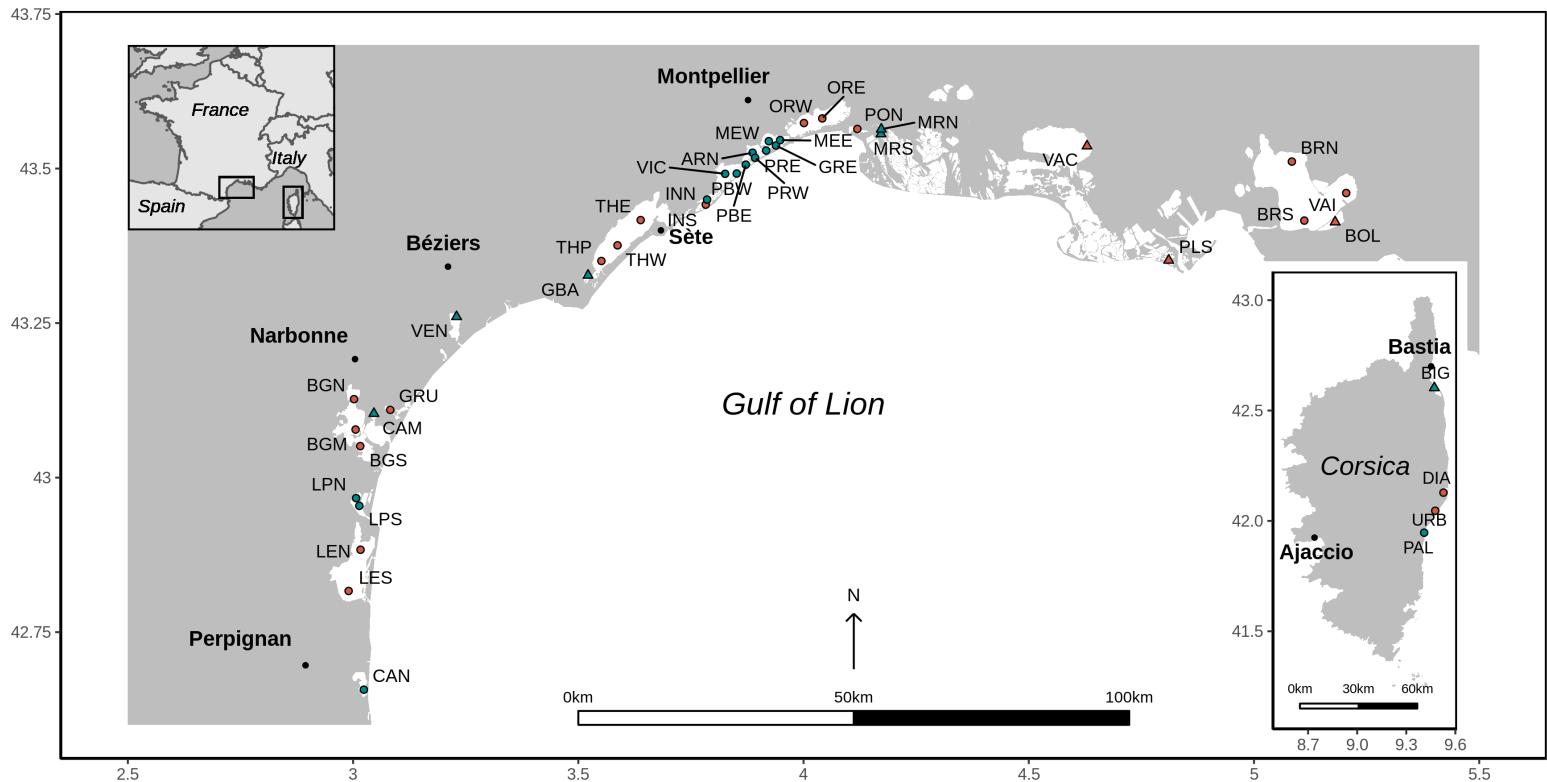 43.75
43.5
43.25
43
42.75
2.5
3
3.5
4
4.5
5
5.5
France
Italy
Spain
Montpellier
ORE
ORW
PON
MRN
MEW
MEE
MRS
ARN
VIC
PRE
GRE
VAC
BRN
INN
PBW
PRW
THE
INS
PBE
VAI
BRS
Sète
BOL
Béziers
THP
THW
PLS
GBA
VEN
Narbonne
BGN
GRU
CAM
BGM
BGS
LPN
LPS
LEN
LES
Perpignan
CAN
Gulf of Lion
N
0km 50km 100km
43.0
42.5
42.0
41.5
Bastia
BIG
Corsica
DIA
URB
Ajaccio
PAL
0km 30km 60km
8.7 9.0 9.3 9.6